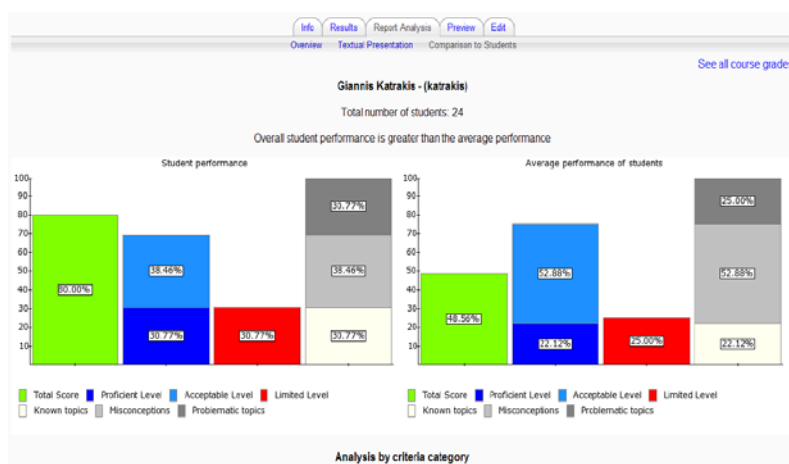 Info Results Report Analysis Preview Edit
Overview Textual Presentation Comparison to Students
See all course grades
Giannis Katrakis - (katrakis)
Total number of students: 24
Overall student performance is greater than the average performance
Student performance
100
90
80
70
60
50
40
30
20
10
80.00%
38.46%
30.77%
30.77%
30.77%
38.46%
30.77%
Total Score Proficient Level Acceptable Level Limited Level
Known topics Misconceptions Problematic topics
Average performance of students
100
90
80
70
60
50
40
30
20
10
48.56%
52.88%
22.12%
25.00%
25.00%
52.88%
22.12%
Total Score Proficient Level Acceptable Level Limited Level
Known topics Misconceptions Problematic topics
Analysis by criteria category